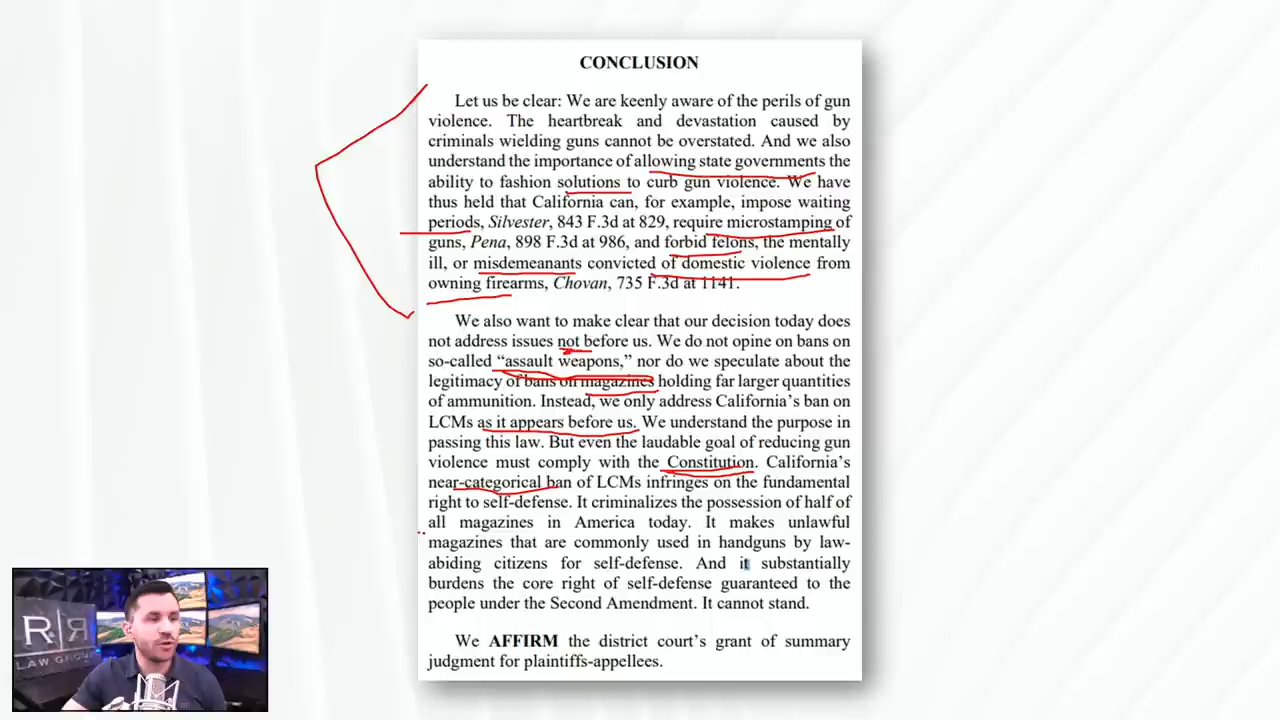 CONCLUSION
Let us be clear: We are keenly aware of the perils of gun
violence. The heartbreak and devastation caused by
criminals wielding guns cannot be overstated. And we also
understand the importance of allowing state governments the
ability to fashion solutions to curb gun violence. We have
thus held that California can, for example, impose waiting
periods, Silvester, 843 F.3d at 829, require microstamping of
guns, Pena, 898 F.3d at 986, and forbid felons, the mentally
ill, or misdemeanants convicted of domestic violence from
owning firearms, Chovan, 735 F.3d at 1141.
We also want to make clear that our decision today does
not address issues not before us. We do not opine on bans on
so-called “assault weapons,” nor do we speculate about the
legitimacy of bans on magazines holding far larger quantities
of ammunition. Instead, we only address California’s ban on
LCMs as it appears before us. We understand the purpose in
passing this law. But even the laudable goal of reducing gun
violence must comply with the Constitution. California’s
near-categorical ban of LCMs infringes on the fundamental
right to self-defense. It criminalizes the possession of half of
all magazines in America today. It makes unlawful
magazines that are commonly used in handguns by law-
abiding citizens for self-defense. And it substantially
burdens the core right of self-defense guaranteed to the
people under the Second Amendment. It cannot stand.
We AFFIRM the district court’s grant of summary
judgment for plaintiffs-appellees.
R|R
LAW GROU